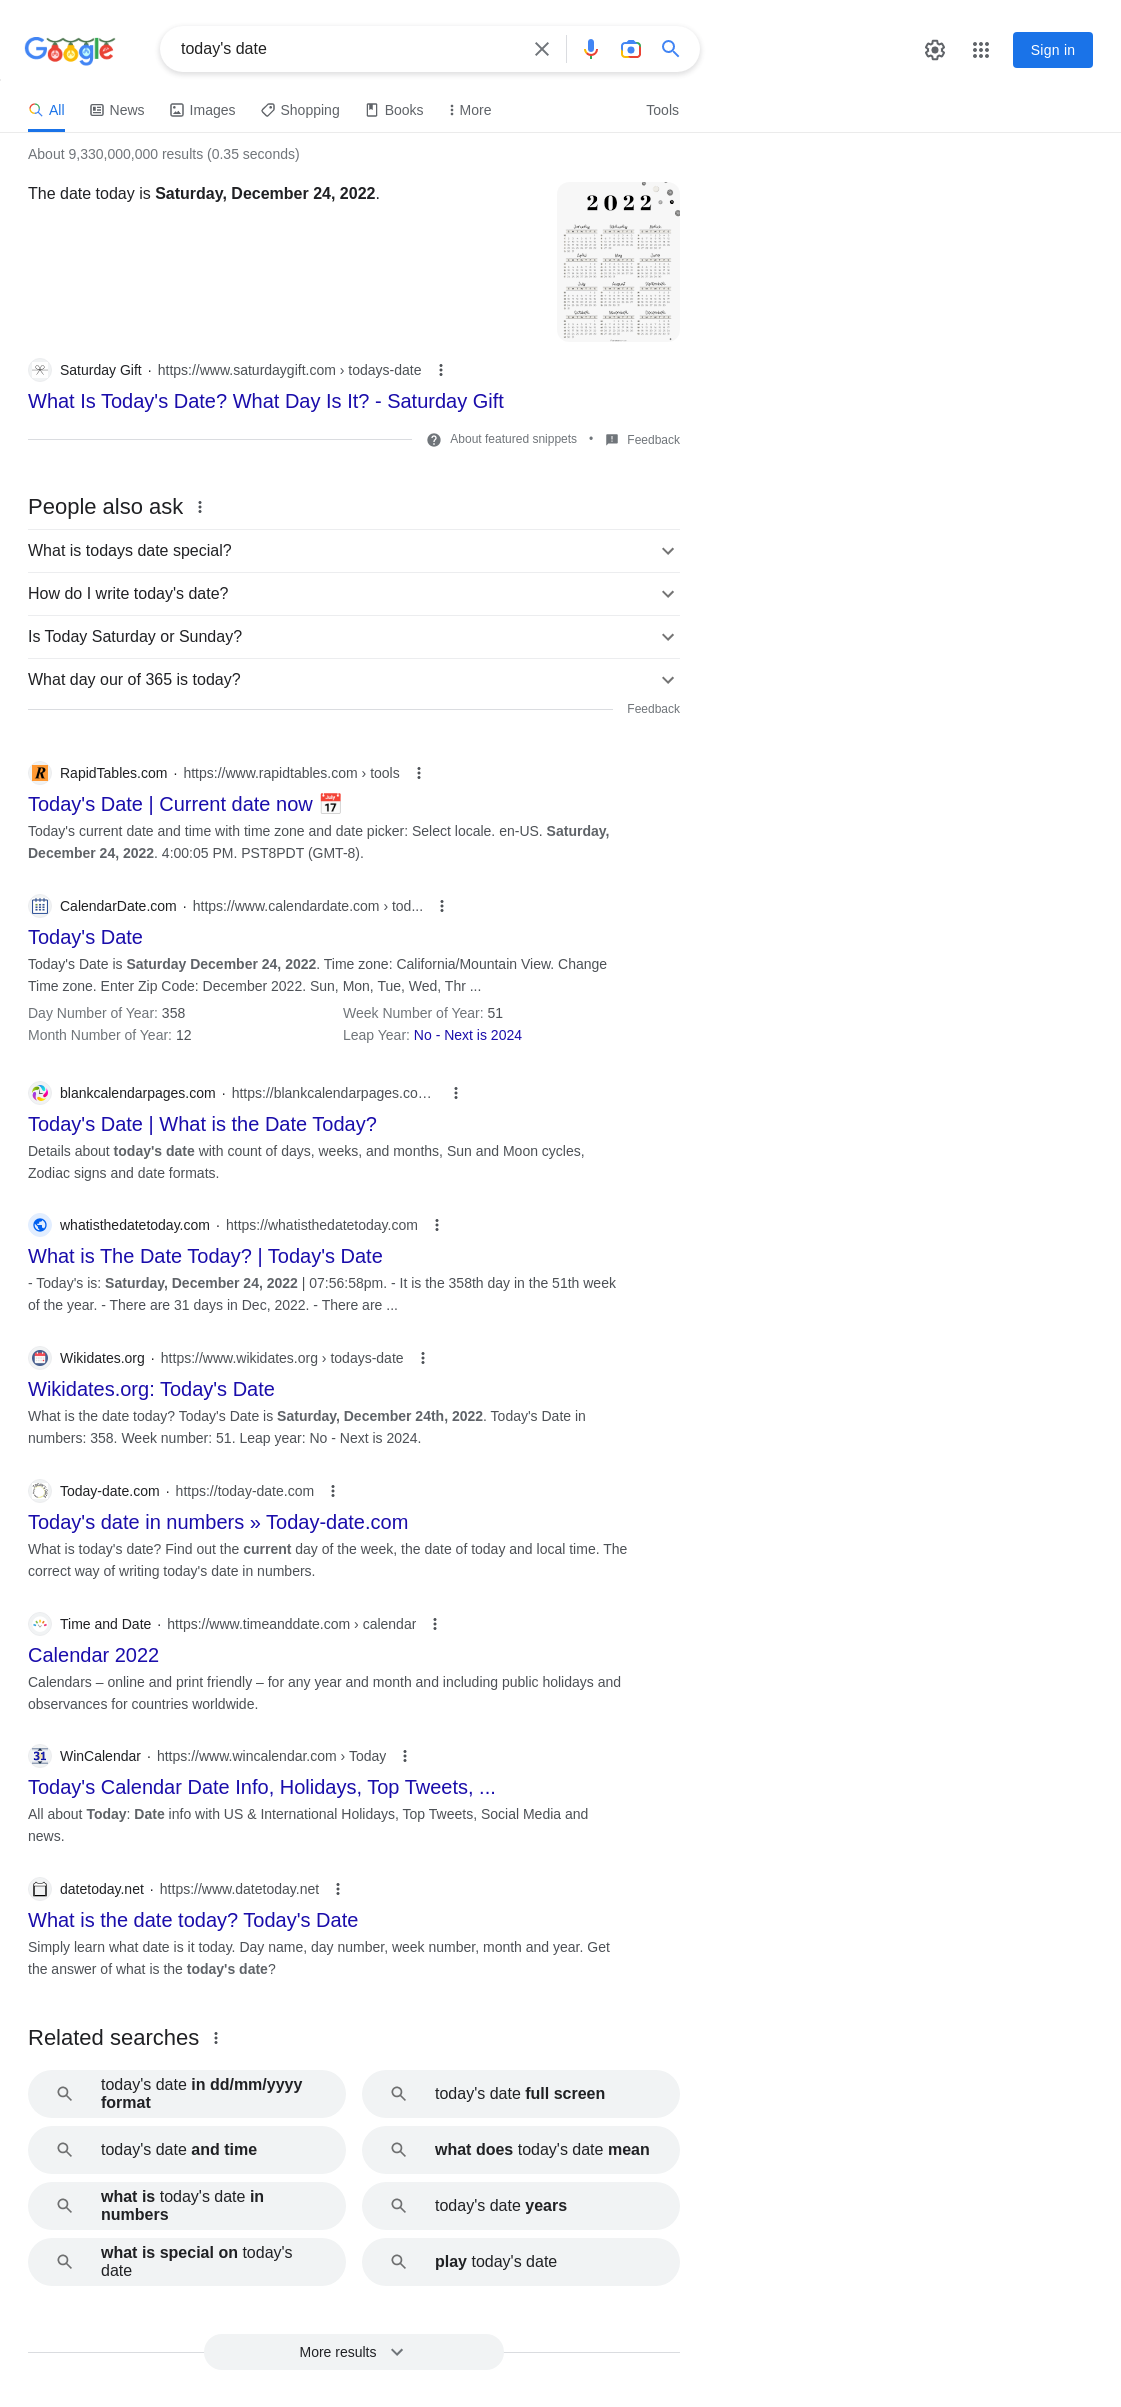 Google
today's date
Sign in
All
News
Images
Shopping
Books
More
Tools
About 9,330,000,000 results (0.35 seconds)
The date today is Saturday, December 24, 2022.
2022
January February March
April May June
July August September
October November December
Saturday Gift · https://www.saturdaygift.com › todays-date
What Is Today's Date? What Day Is It? - Saturday Gift
About featured snippets • Feedback
People also ask
What is todays date special?
How do I write today's date?
Is Today Saturday or Sunday?
What day our of 365 is today?
Feedback
RapidTables.com · https://www.rapidtables.com › tools
Today's Date | Current date now 📅
Today's current date and time with time zone and date picker: Select locale. en-US. Saturday,
December 24, 2022. 4:00:05 PM. PST8PDT (GMT-8).
CalendarDate.com · https://www.calendardate.com › tod...
Today's Date
Today's Date is Saturday December 24, 2022. Time zone: California/Mountain View. Change
Time zone. Enter Zip Code: December 2022. Sun, Mon, Tue, Wed, Thr ...
Day Number of Year: 358 Week Number of Year: 51
Month Number of Year: 12 Leap Year: No - Next is 2024
blankcalendarpages.com · https://blankcalendarpages.co…
Today's Date | What is the Date Today?
Details about today's date with count of days, weeks, and months, Sun and Moon cycles,
Zodiac signs and date formats.
whatisthedatetoday.com · https://whatisthedatetoday.com
What is The Date Today? | Today's Date
- Today's is: Saturday, December 24, 2022 | 07:56:58pm. - It is the 358th day in the 51th week
of the year. - There are 31 days in Dec, 2022. - There are ...
Wikidates.org · https://www.wikidates.org › todays-date
Wikidates.org: Today's Date
What is the date today? Today's Date is Saturday, December 24th, 2022. Today's Date in
numbers: 358. Week number: 51. Leap year: No - Next is 2024.
Today-date.com · https://today-date.com
Today's date in numbers » Today-date.com
What is today's date? Find out the current day of the week, the date of today and local time. The
correct way of writing today's date in numbers.
Time and Date · https://www.timeanddate.com › calendar
Calendar 2022
Calendars – online and print friendly – for any year and month and including public holidays and
observances for countries worldwide.
31 WinCalendar · https://www.wincalendar.com › Today
Today's Calendar Date Info, Holidays, Top Tweets, ...
All about Today: Date info with US & International Holidays, Top Tweets, Social Media and
news.
datetoday.net · https://www.datetoday.net
What is the date today? Today's Date
Simply learn what date is it today. Day name, day number, week number, month and year. Get
the answer of what is the today's date?
Related searches
today's date in dd/mm/yyyy
format
today's date full screen
today's date and time
what does today's date mean
what is today's date in
numbers
today's date years
what is special on today's
date
play today's date
More results